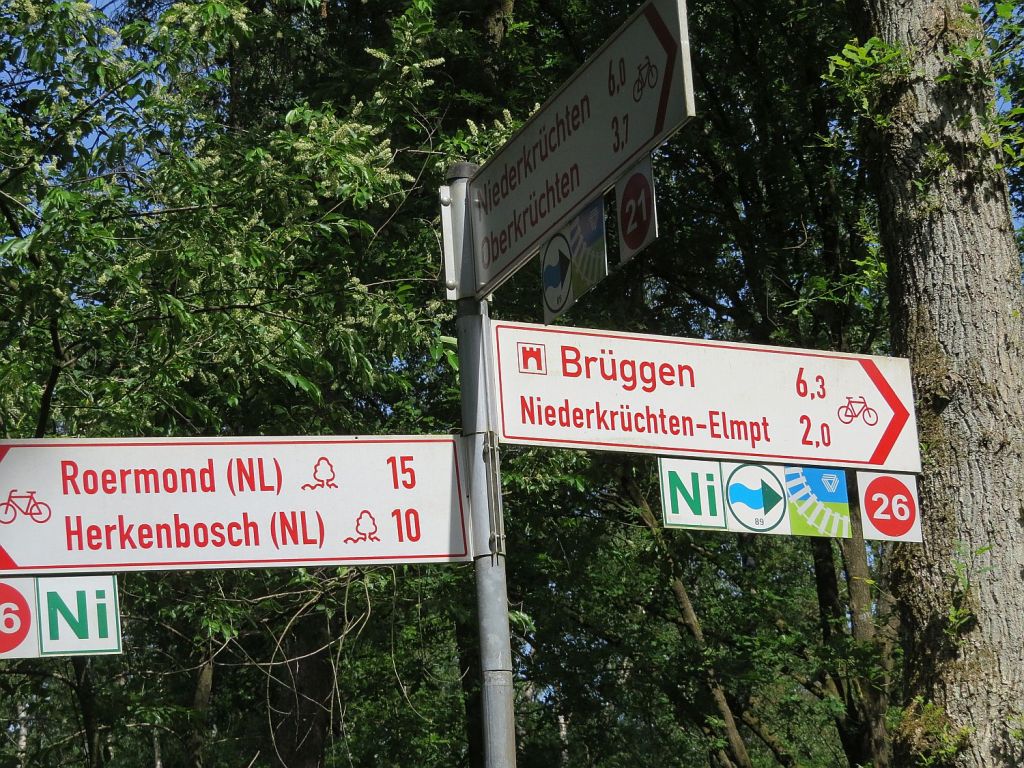 Niederkrüchten 6,0
Oberkrüchten 3,7
21
89
Brüggen 6,3
Niederkrüchten-Elmpt 2,0
Ni
89
26
Roermond (NL) 15
Herkenbosch (NL) 10
6
Ni